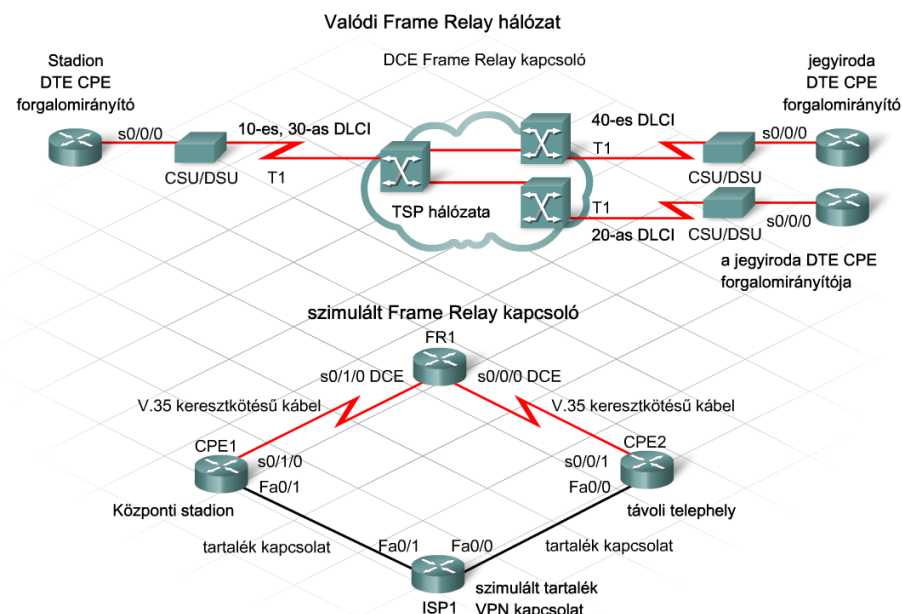 Valódi Frame Relay hálózat
DCE Frame Relay kapcsoló
Stadion
DTE CPE
forgalomirányító
s0/0/0
CSU/DSU
10-es, 30-as DLCI
T1
TSP hálózata
40-es DLCI
T1
CSU/DSU
s0/0/0
jegyiroda
DTE CPE
forgalomirányító
T1
20-as DLCI
CSU/DSU
s0/0/0
a jegyiroda DTE CPE
forgalomirányítója
szimulált Frame Relay kapcsoló
FR1
s0/1/0 DCE
s0/0/0 DCE
V.35 keresztkötésű kábel
V.35 keresztkötésű kábel
CPE1
s0/1/0
Fa0/1
Központi stadion
CPE2
s0/0/1
Fa0/0
távoli telephely
tartalék kapcsolat
Fa0/1
Fa0/0
tartalék kapcsolat
ISP1
szimulált tartalék
VPN kapcsolat